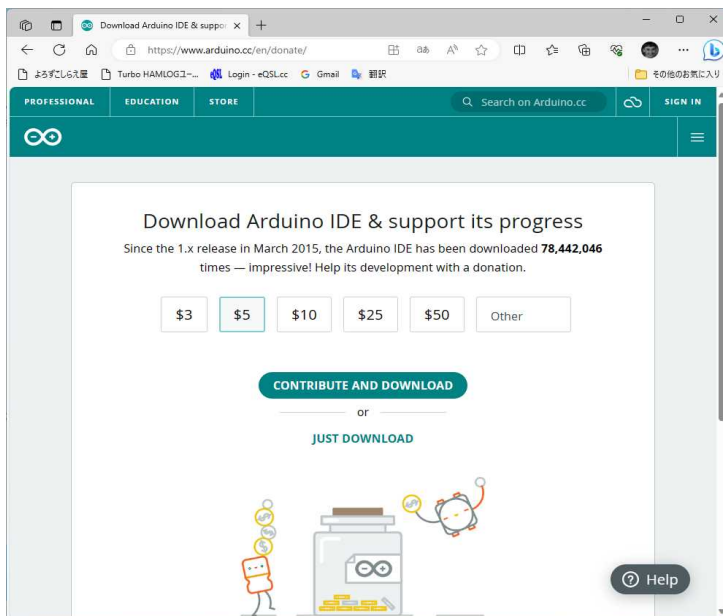 Download Arduino IDE & suppor
https://www.arduino.cc/en/donate/
よろずこしらえ屋 Turbo HAMLOGユー... Login - eQSL.cc Gmail 翻訳 その他のお気に入り
PROFESSIONAL EDUCATION STORE Search on Arduino.cc SIGN IN
Download Arduino IDE & support its progress
Since the 1.x release in March 2015, the Arduino IDE has been downloaded 78,442,046
times — impressive! Help its development with a donation.
$3 $5 $10 $25 $50 Other
CONTRIBUTE AND DOWNLOAD
or
JUST DOWNLOAD
Help